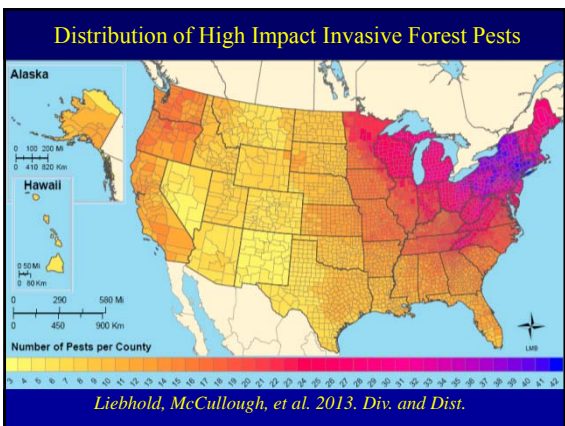 Distribution of High Impact Invasive Forest Pests
Alaska
0 100 200 Mi
0 410 820 Km
Hawaii
0 50 Mi
0 80 Km
0 290 580 Mi
0 450 900 Km
Number of Pests per County
LMB
3 4 5 6 7 8 9 10 11 12 13 14 15 16 17 18 19 20 21 22 23 24 25 26 27 28 29 30 31 32 33 34 35 36 37 38 39 40 41 42
Liebhold, McCullough, et al. 2013. Div. and Dist.